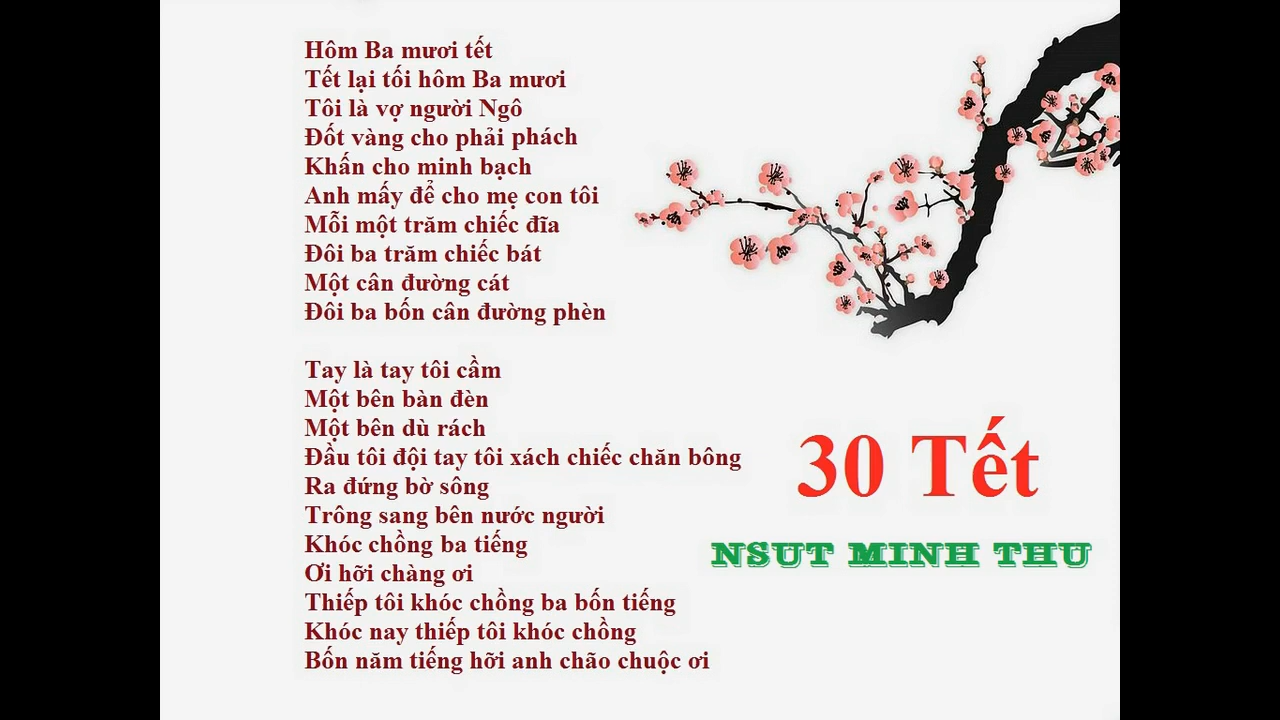 Hôm Ba mươi tết
Tết lại tối hôm Ba mươi
Tôi là vợ người Ngô
Đốt vàng cho phải phách
Khấn cho minh bạch
Anh mấy để cho mẹ con tôi
Mỗi một trăm chiếc đĩa
Đôi ba trăm chiếc bát
Một cân đường cát
Đôi ba bốn cân đường phèn
Tay là tay tôi cầm
Một bên bàn đèn
Một bên dù rách
Đầu tôi đội tay tôi xách chiếc chăn bông
Ra đứng bờ sông
Trông sang bên nước người
Khóc chồng ba tiếng
Ơi hỡi chàng ơi
Thiếp tôi khóc chồng ba bốn tiếng
Khóc nay thiếp tôi khóc chồng
Bốn năm tiếng hỡi anh chão chuộc ơi
30 Tết
NSUT MINH THU